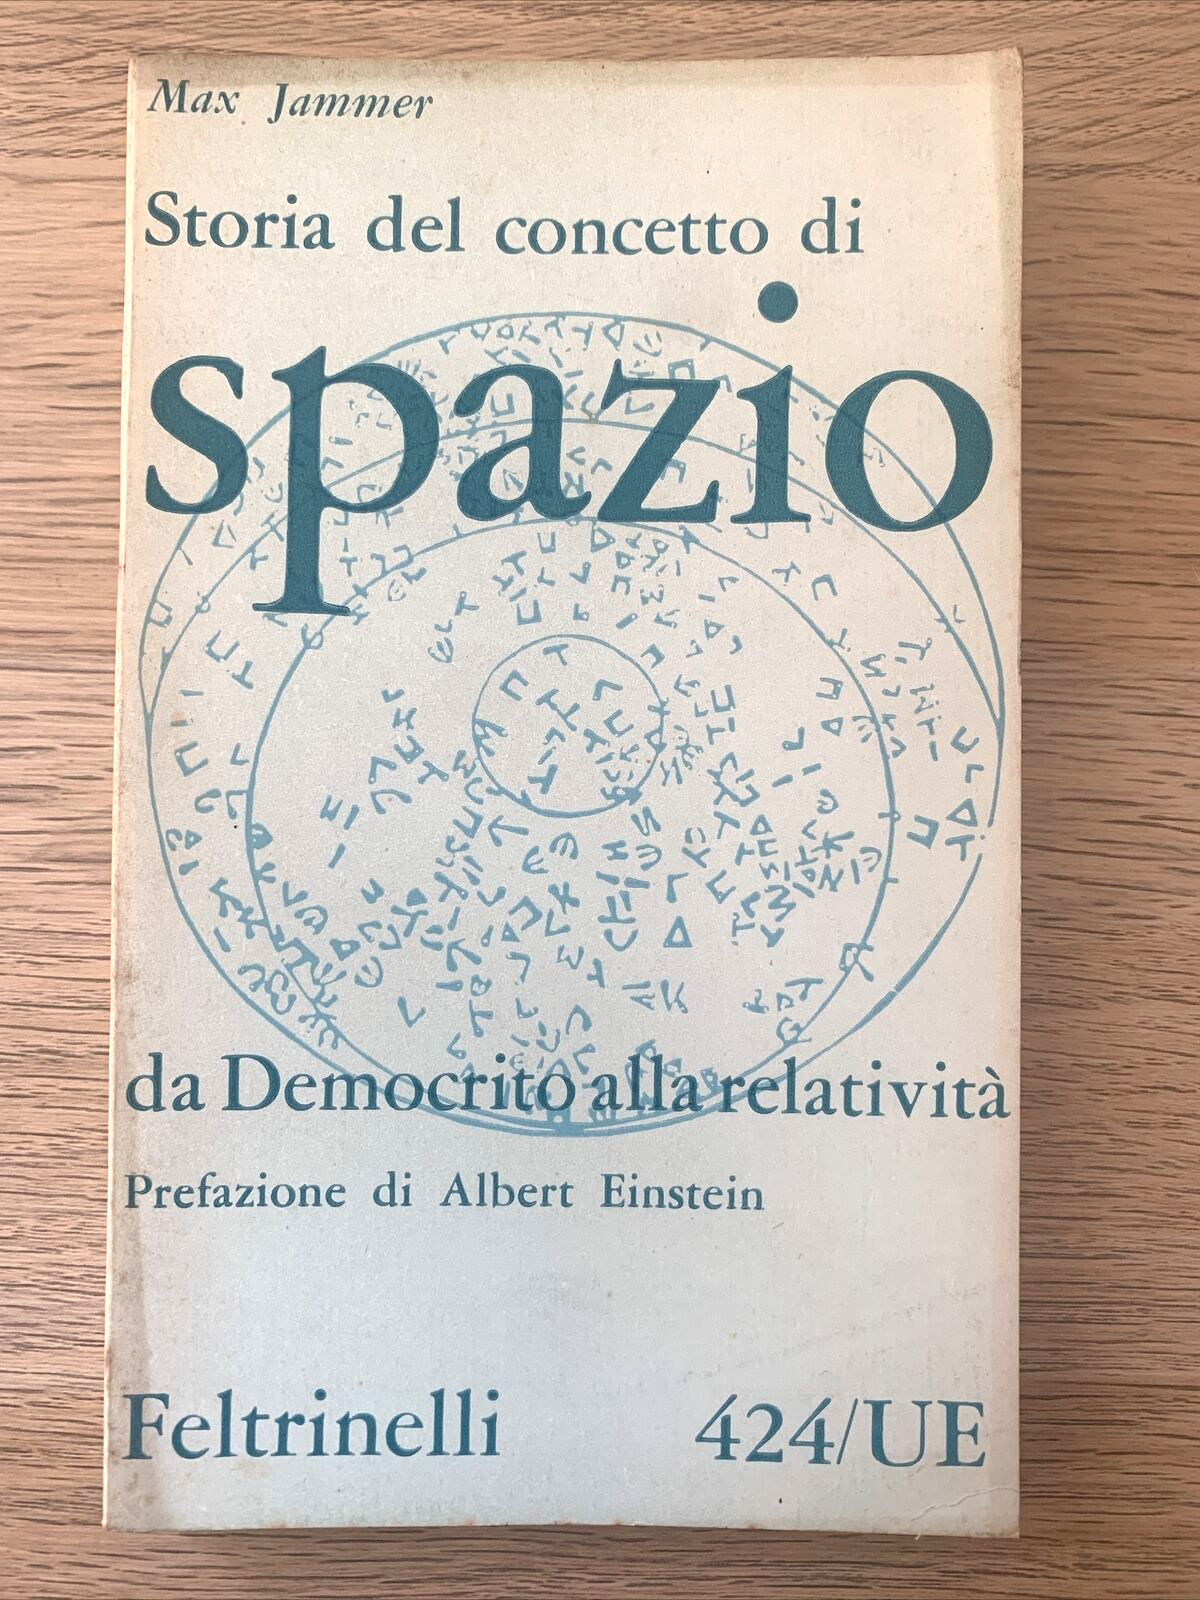 Max Jammer
Storia del concetto di
spazio
da Democrito alla relatività
Prefazione di Albert Einstein
Feltrinelli 424/UE